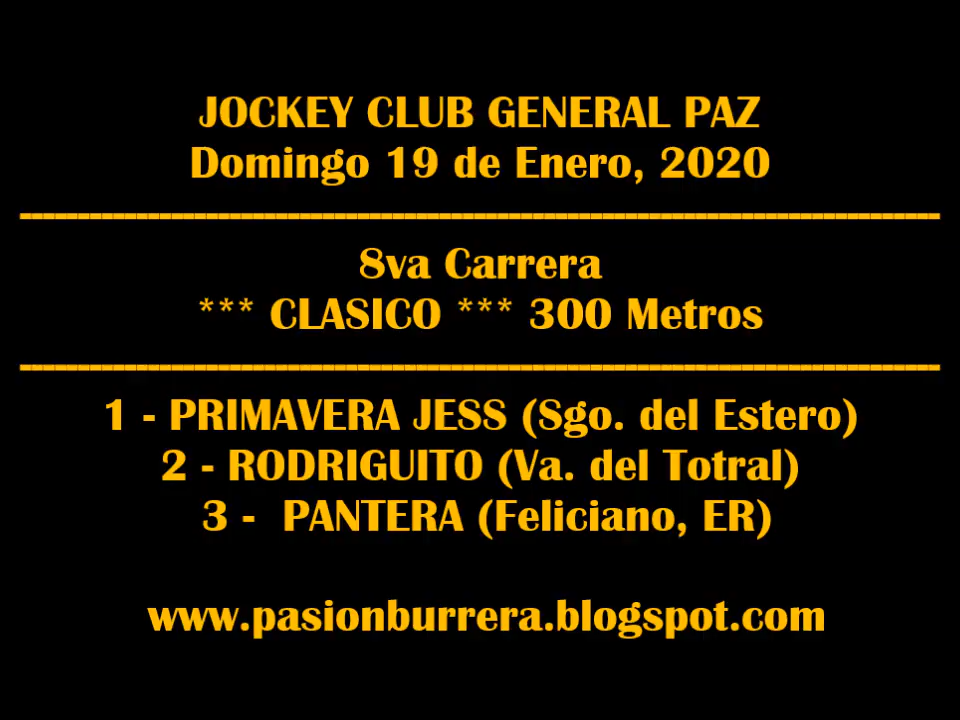 JOCKEY CLUB GENERAL PAZ
Domingo 19 de Enero, 2020
--------------------------------------------------------------------------------
8va Carrera
*** CLASICO *** 300 Metros
--------------------------------------------------------------------------------
1 - PRIMAVERA JESS (Sgo. del Estero)
2 - RODRIGUITO (Va. del Totral)
3 -  PANTERA (Feliciano, ER)
www.pasionburrera.blogspot.com